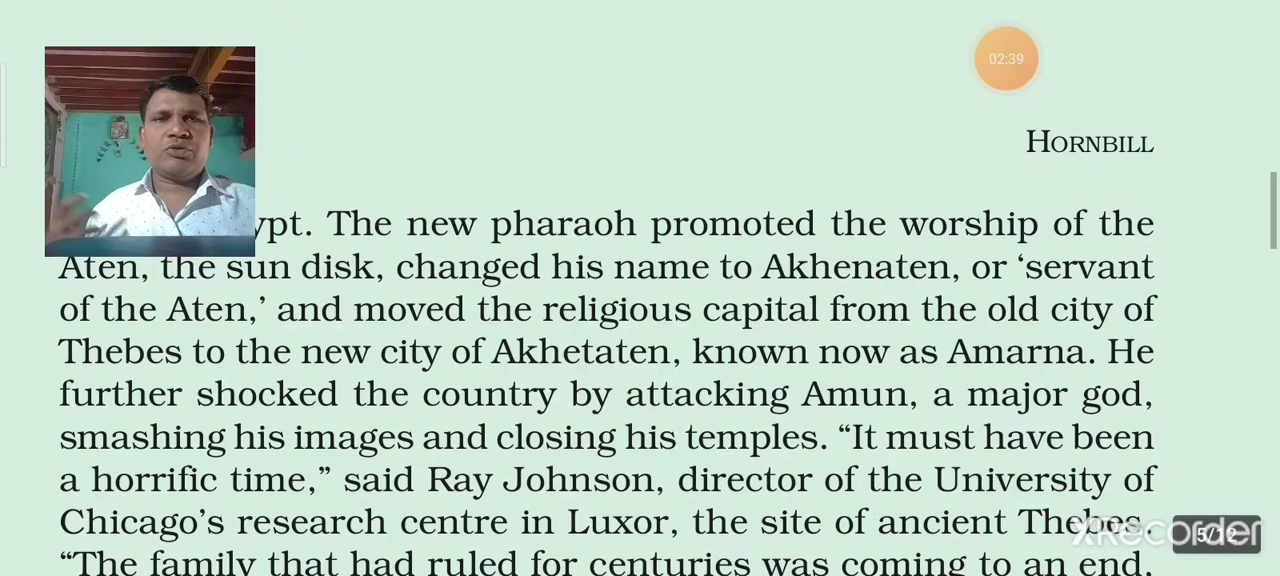 02:39
HORNBILL
ypt. The new pharaoh promoted the worship of the
Aten, the sun disk, changed his name to Akhenaten, or ‘servant
of the Aten,’ and moved the religious capital from the old city of
Thebes to the new city of Akhetaten, known now as Amarna. He
further shocked the country by attacking Amun, a major god,
smashing his images and closing his temples. “It must have been
a horrific time,” said Ray Johnson, director of the University of
Chicago’s research centre in Luxor, the site of ancient Thebes.
XRecorder
5/12
“The family that had ruled for centuries was coming to an end,